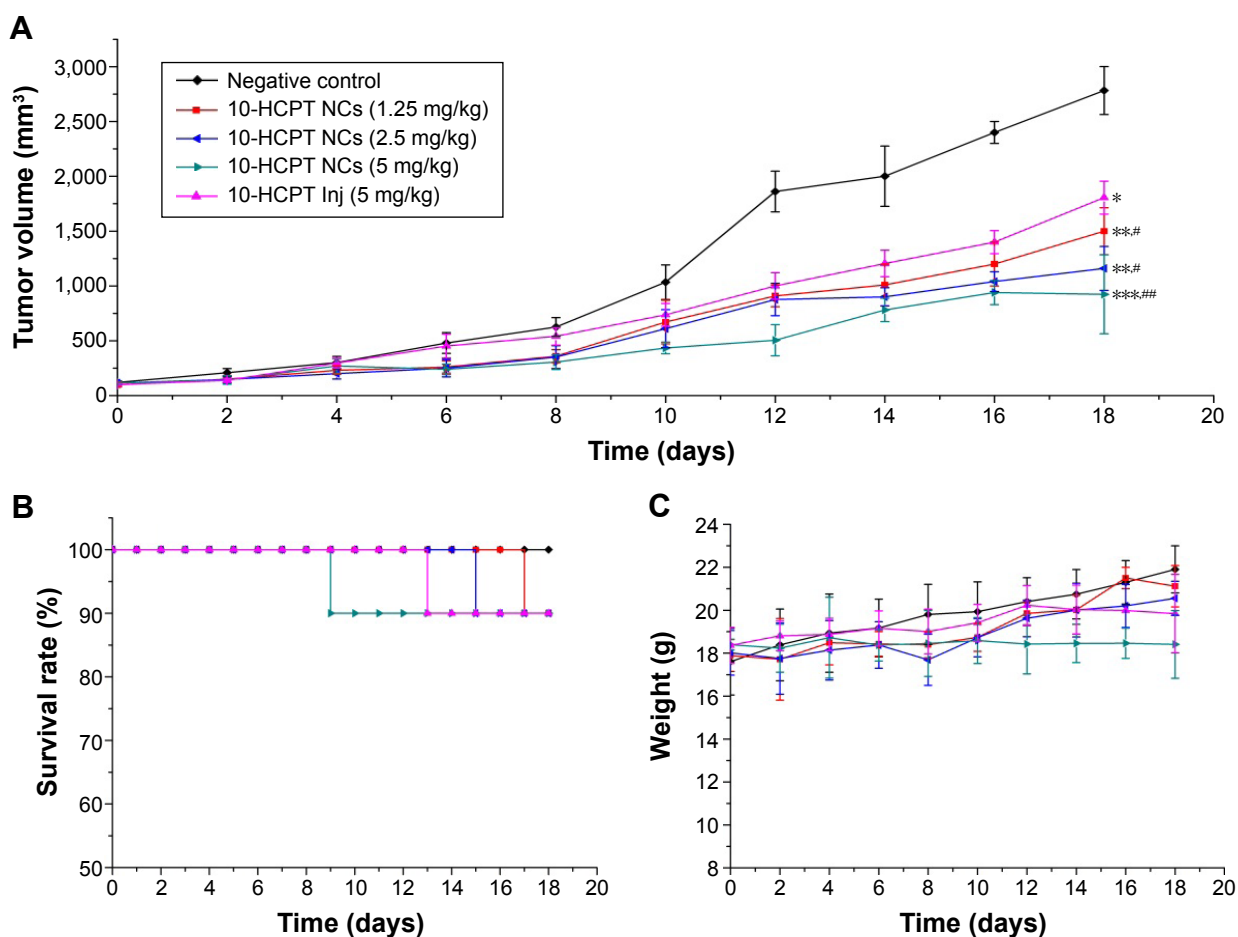 A
Tumor volume (mm³)
3,000
2,500
2,000
1,500
1,000
500
0
Negative control
10-HCPT NCs (1.25 mg/kg)
10-HCPT NCs (2.5 mg/kg)
10-HCPT NCs (5 mg/kg)
10-HCPT Inj (5 mg/kg)
*
**,#
**,#
***,##
0 2 4 6 8 10 12 14 16 18 20
Time (days)
B
Survival rate (%)
100
90
80
70
60
50
0 2 4 6 8 10 12 14 16 18 20
Time (days)
C
Weight (g)
24
22
20
18
16
14
12
10
8
0 2 4 6 8 10 12 14 16 18 20
Time (days)